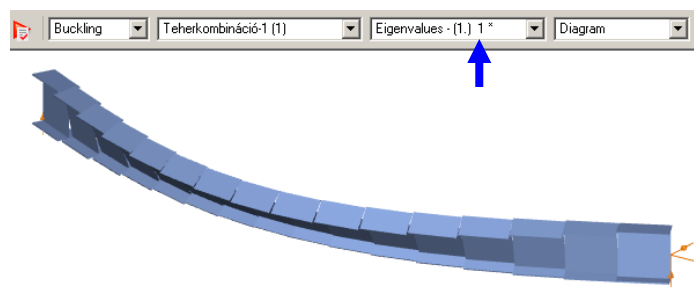 Buckling Teherkombináció-1 (1) Eigenvalues - (1.) 1 * Diagram